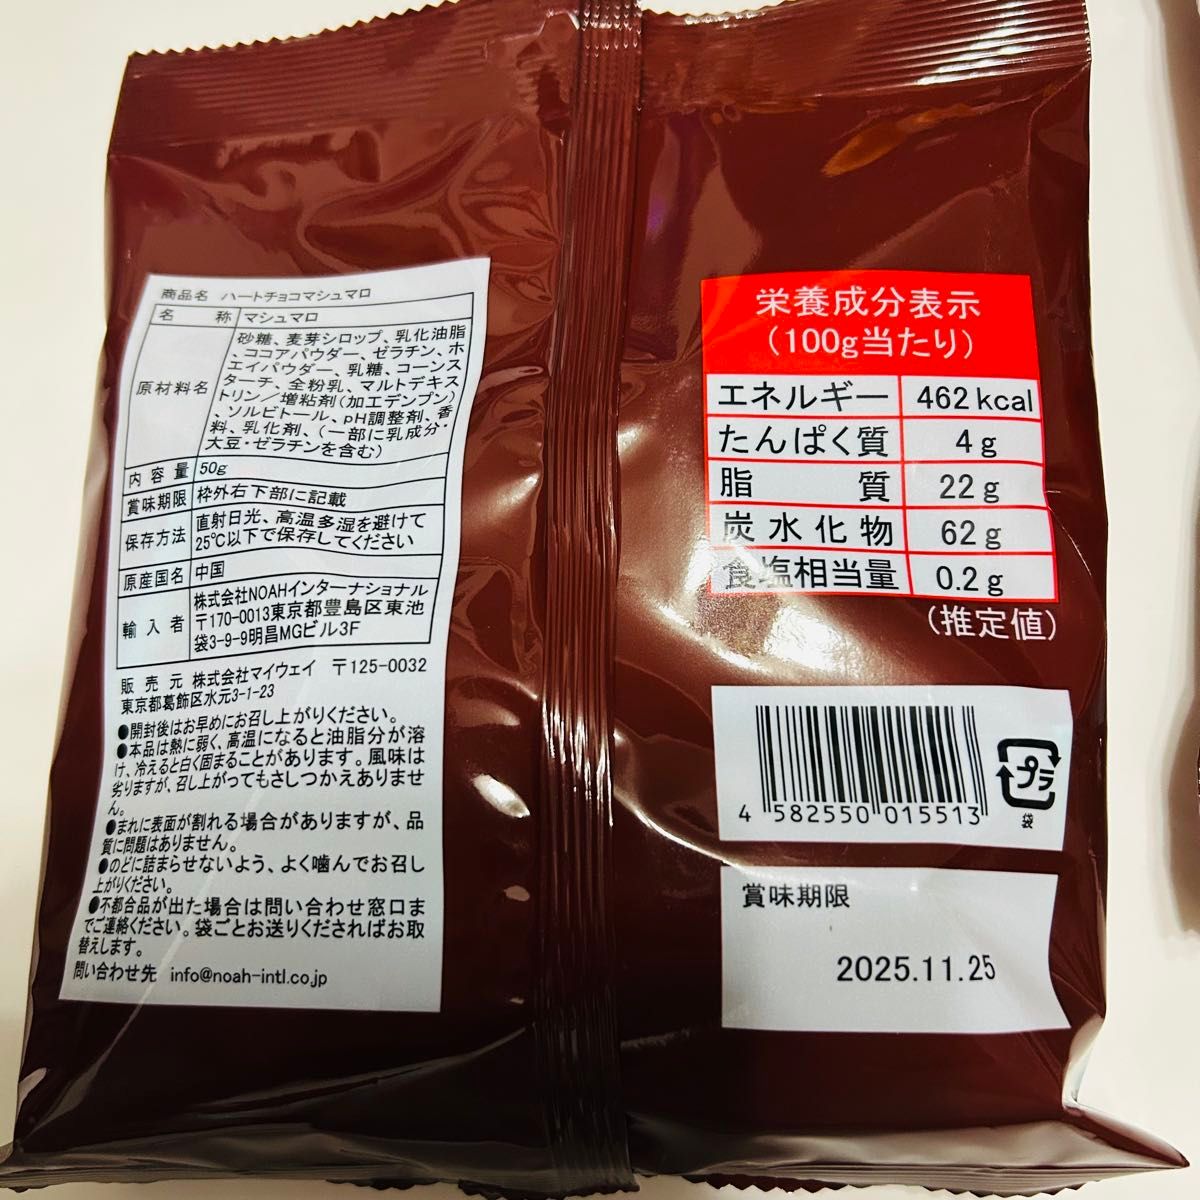 商品名 ハートチョコマシュマロ
名称 マシュマロ
原材料名
砂糖、麦芽シロップ、乳化油脂
、ココアパウダー、ゼラチン、ホ
エイパウダー、乳糖、コーンス
ターチ、全粉乳、マルトデキス
トリン／増粘剤(加工デンプン)
、ソルビトール、pH調整剤、香
料、乳化剤、(一部に乳成分・
大豆・ゼラチンを含む)
内容量 50g
賞味期限 枠外右下部に記載
保存方法
直射日光、高温多湿を避けて
25℃以下で保存してください
原産国名 中国
輸入者
株式会社NOAHインターナショナル
〒170-0013東京都豊島区東池
袋3-9-9明昌MGビル3F
販売元 株式会社マイウェイ 〒125-0032
東京都葛飾区水元3-1-23
●開封後はお早めにお召し上がりください。
●本品は熱に弱く、高温になると油脂分が溶
け、冷えると白く固まることがあります。風味は
劣りますが、召し上がってもさしつかえありませ
ん。
●まれに表面が割れる場合がありますが、品
質に問題はありません。
●のどに詰まらせないよう、よく噛んでお召し
上がりください。
●不都合品が出た場合は問い合わせ窓口ま
でご連絡ください。袋ごとお送りくださればお取
替えします。
問い合わせ先 info@noah-intl.co.jp
栄養成分表示
(100g当たり)
エネルギー 462kcal
たんぱく質 4g
脂質 22g
炭水化物 62g
食塩相当量 0.2g
(推定値)
4 582550 015513
プラ
袋
賞味期限
2025.11.25